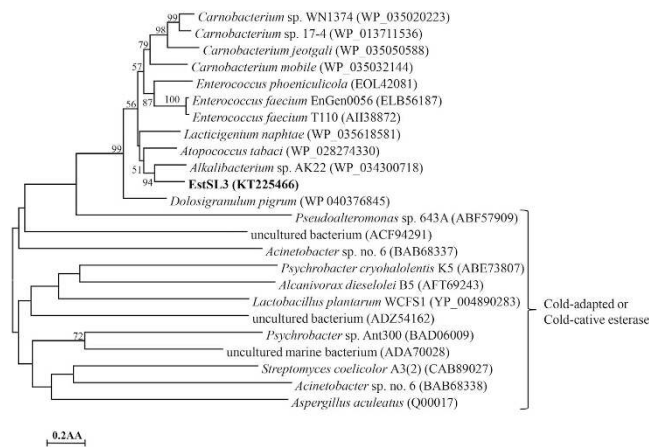 99 Carnobacterium sp. WN1374 (WP_035020223)
98 Carnobacterium sp. 17-4 (WP_013711536)
79 Carnobacterium jeotgali (WP_035050588)
57 Carnobacterium mobile (WP_035032144)
Enterococcus phoeniculicola (EOL42081)
87 100 Enterococcus faecium EnGen0056 (ELB56187)
56 Enterococcus faecium T110 (AII38872)
Lacticigenium naphtae (WP_035618581)
99 Atopococcus tabaci (WP_028274330)
51 Alkalibacterium sp. AK22 (WP_034300718)
94 EstSL3 (KT225466)
Dolosigranulum pigrum (WP 040376845)
Pseudoalteromonas sp. 643A (ABF57909)
uncultured bacterium (ACF94291)
Acinetobacter sp. no. 6 (BAB68337)
Psychrobacter cryohalolentis K5 (ABE73807)
Alcanivorax dieselolei B5 (AFT69243)
Lactobacillus plantarum WCFS1 (YP_004890283)
uncultured bacterium (ADZ54162)
72 Psychrobacter sp. Ant300 (BAD06009)
uncultured marine bacterium (ADA70028)
Streptomyces coelicolor A3(2) (CAB89027)
Acinetobacter sp. no. 6 (BAB68338)
Aspergillus aculeatus (Q00017)
Cold-adapted or
Cold-cative esterase
0.2AA